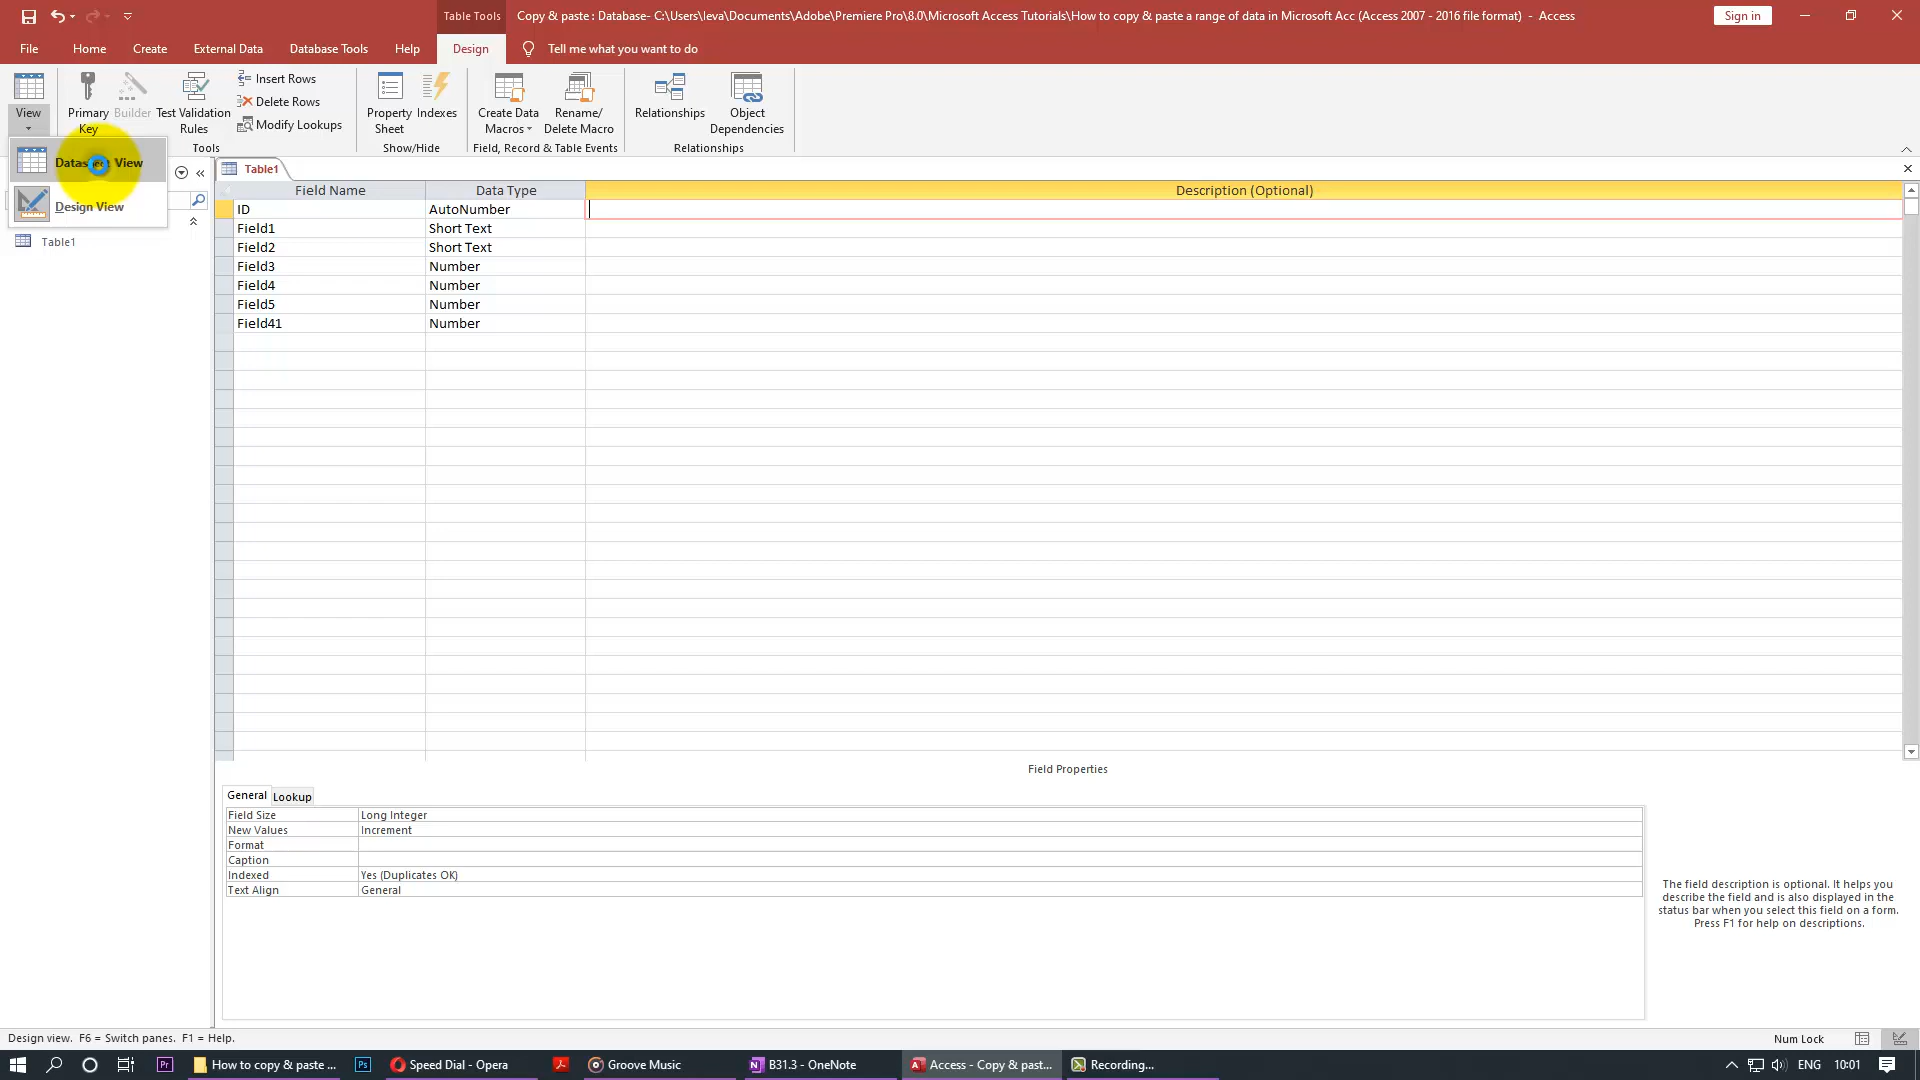 Table Tools
Copy & paste : Database- C:\Users\Ieva\Documents\Adobe\Premiere Pro\8.0\Microsoft Access Tutorials\How to copy & paste a range of data in Microsoft Acc (Access 2007 - 2016 file format) - Access
Sign in
File Home Create External Data Database Tools Help Design Tell me what you want to do
View
Primary Key
Builder
Test Validation Rules
Insert Rows
Delete Rows
Modify Lookups
Property Sheet
Indexes
Create Data Macros
Rename/ Delete Macro
Relationships
Object Dependencies
Tools
Show/Hide
Field, Record & Table Events
Relationships
Datasheet View
Design View
Table1
Table1
Field Name Data Type Description (Optional)
ID AutoNumber
Field1 Short Text
Field2 Short Text
Field3 Number
Field4 Number
Field5 Number
Field41 Number
Field Properties
General Lookup
Field Size Long Integer
New Values Increment
Format
Caption
Indexed Yes (Duplicates OK)
Text Align General
The field description is optional. It helps you
describe the field and is also displayed in the
status bar when you select this field on a form.
Press F1 for help on descriptions.
Design view. F6 = Switch panes. F1 = Help.
Num Lock
Pr
How to copy & paste ...
Ps
Speed Dial - Opera
Groove Music
B31.3 - OneNote
Access - Copy & past...
Recording...
ENG
10:01